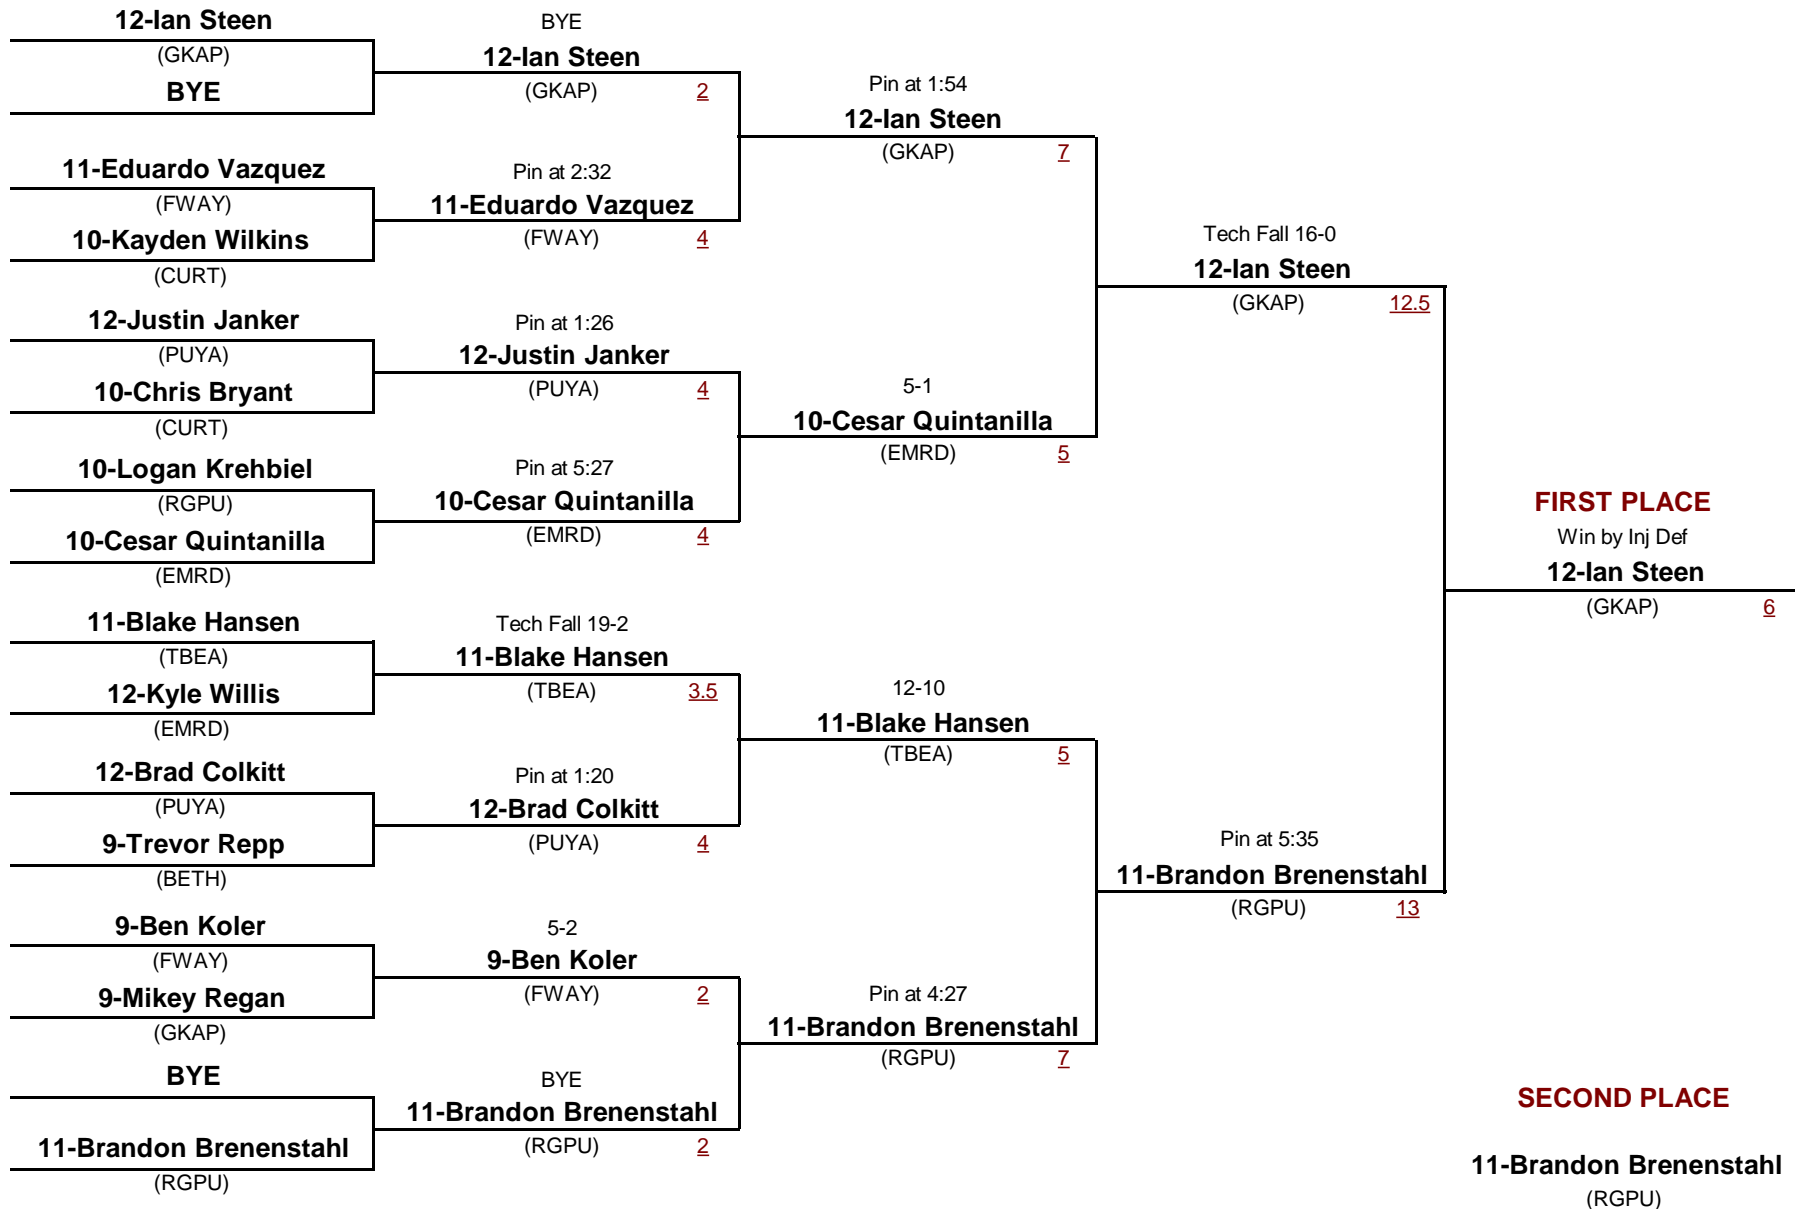 12-Ian Steen
(GKAP)
BYE
11-Eduardo Vazquez
(FWAY)
10-Kayden Wilkins
(CURT)
12-Justin Janker
(PUYA)
10-Chris Bryant
(CURT)
10-Logan Krehbiel
(RGPU)
10-Cesar Quintanilla
(EMRD)
11-Blake Hansen
(TBEA)
12-Kyle Willis
(EMRD)
12-Brad Colkitt
(PUYA)
9-Trevor Repp
(BETH)
9-Ben Koler
(FWAY)
9-Mikey Regan
(GKAP)
BYE
11-Brandon Brenenstahl
(RGPU)
BYE
12-Ian Steen
(GKAP) 2
Pin at 2:32
11-Eduardo Vazquez
(FWAY) 4
Pin at 1:26
12-Justin Janker
(PUYA) 4
Pin at 5:27
10-Cesar Quintanilla
(EMRD) 4
Tech Fall 19-2
11-Blake Hansen
(TBEA) 3.5
Pin at 1:20
12-Brad Colkitt
(PUYA) 4
5-2
9-Ben Koler
(FWAY) 2
BYE
11-Brandon Brenenstahl
(RGPU) 2
Pin at 1:54
12-Ian Steen
(GKAP) 7
5-1
10-Cesar Quintanilla
(EMRD) 5
12-10
11-Blake Hansen
(TBEA) 5
Pin at 4:27
11-Brandon Brenenstahl
(RGPU) 7
Tech Fall 16-0
12-Ian Steen
(GKAP) 12.5
Pin at 5:35
11-Brandon Brenenstahl
(RGPU) 13
FIRST PLACE
Win by Inj Def
12-Ian Steen
(GKAP) 6
SECOND PLACE
11-Brandon Brenenstahl
(RGPU)